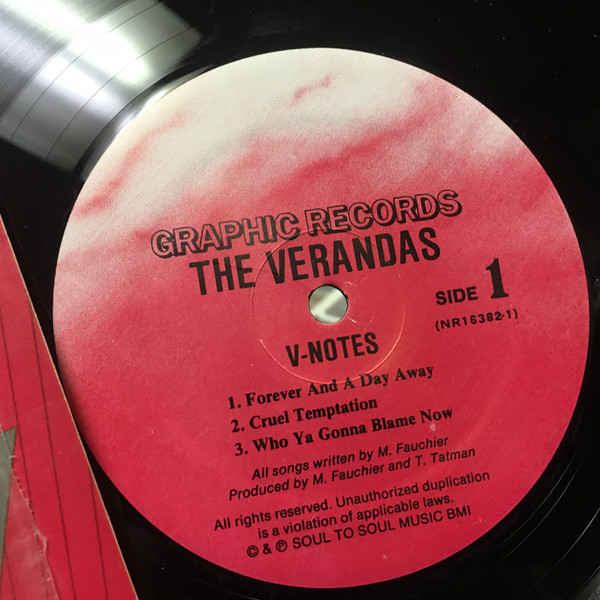 GRAPHIC RECORDS
THE VERANDAS
SIDE 1
(NR16382-1)
V-NOTES
1. Forever And A Day Away
2. Cruel Temptation
3. Who Ya Gonna Blame Now
All songs written by M. Fauchier
Produced by M. Fauchier and T. Tatman
All rights reserved. Unauthorized duplication
is a violation of applicable laws.
© & ℗ SOUL TO SOUL MUSIC BMI